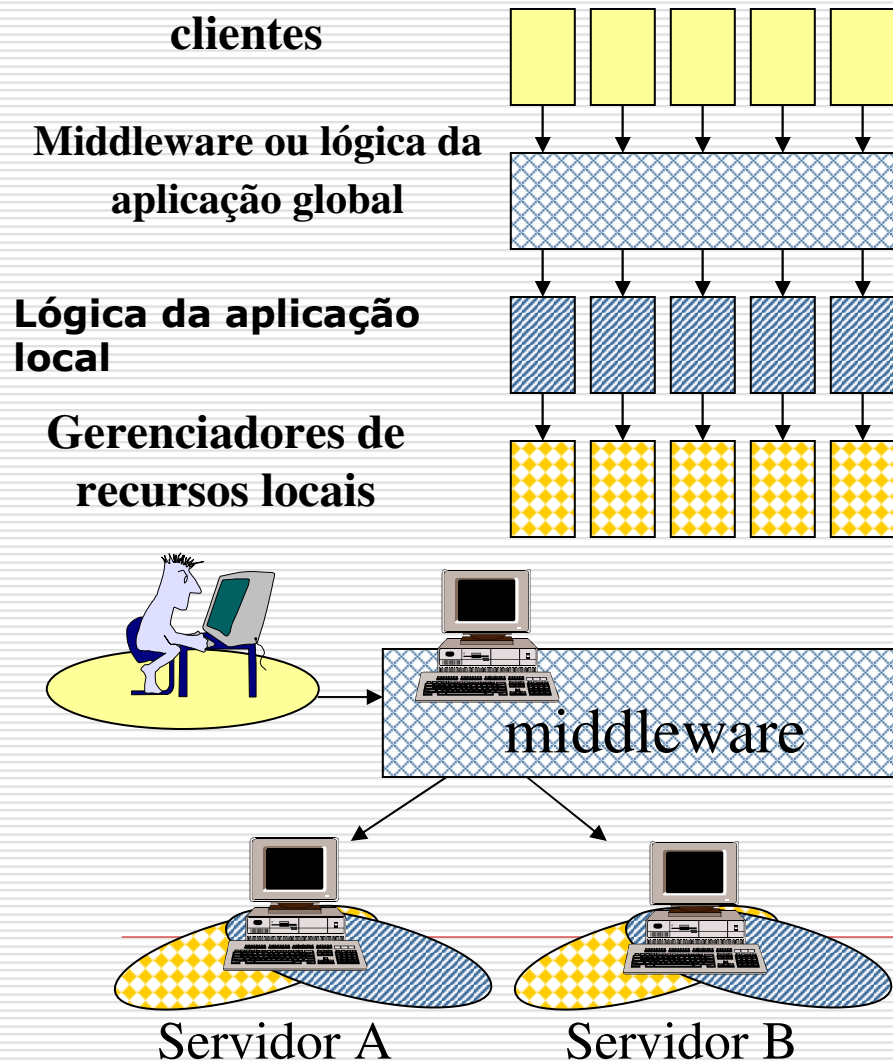 clientes
Middleware ou lógica da
aplicação global
Lógica da aplicação
local
Gerenciadores de
recursos locais
middleware
Servidor A
Servidor B